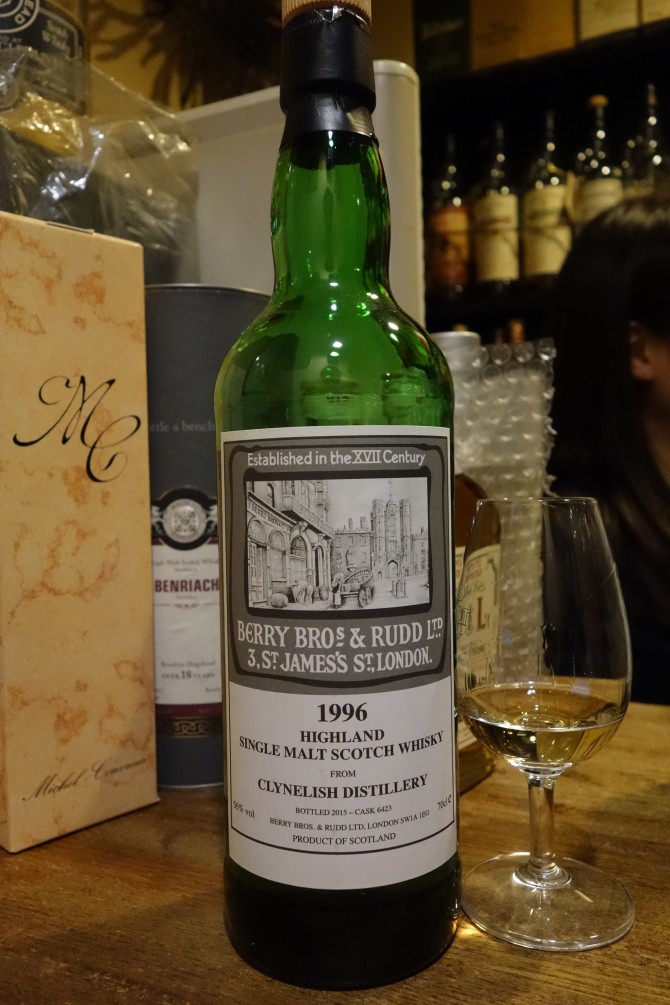 Established in the XVII Century
BERRY BROS & RUDD LTD
3, ST JAMES'S ST, LONDON.
1996
HIGHLAND
SINGLE MALT SCOTCH WHISKY
FROM
CLYNELISH DISTILLERY
56% vol
BOTTLED 2015 – CASK 6423
70cl e
BERRY BROS. & RUDD LTD, LONDON SW1A 1EG
PRODUCT OF SCOTLAND
MC
Michel Couvreur
BENRIACH
OVER 18 YEARS